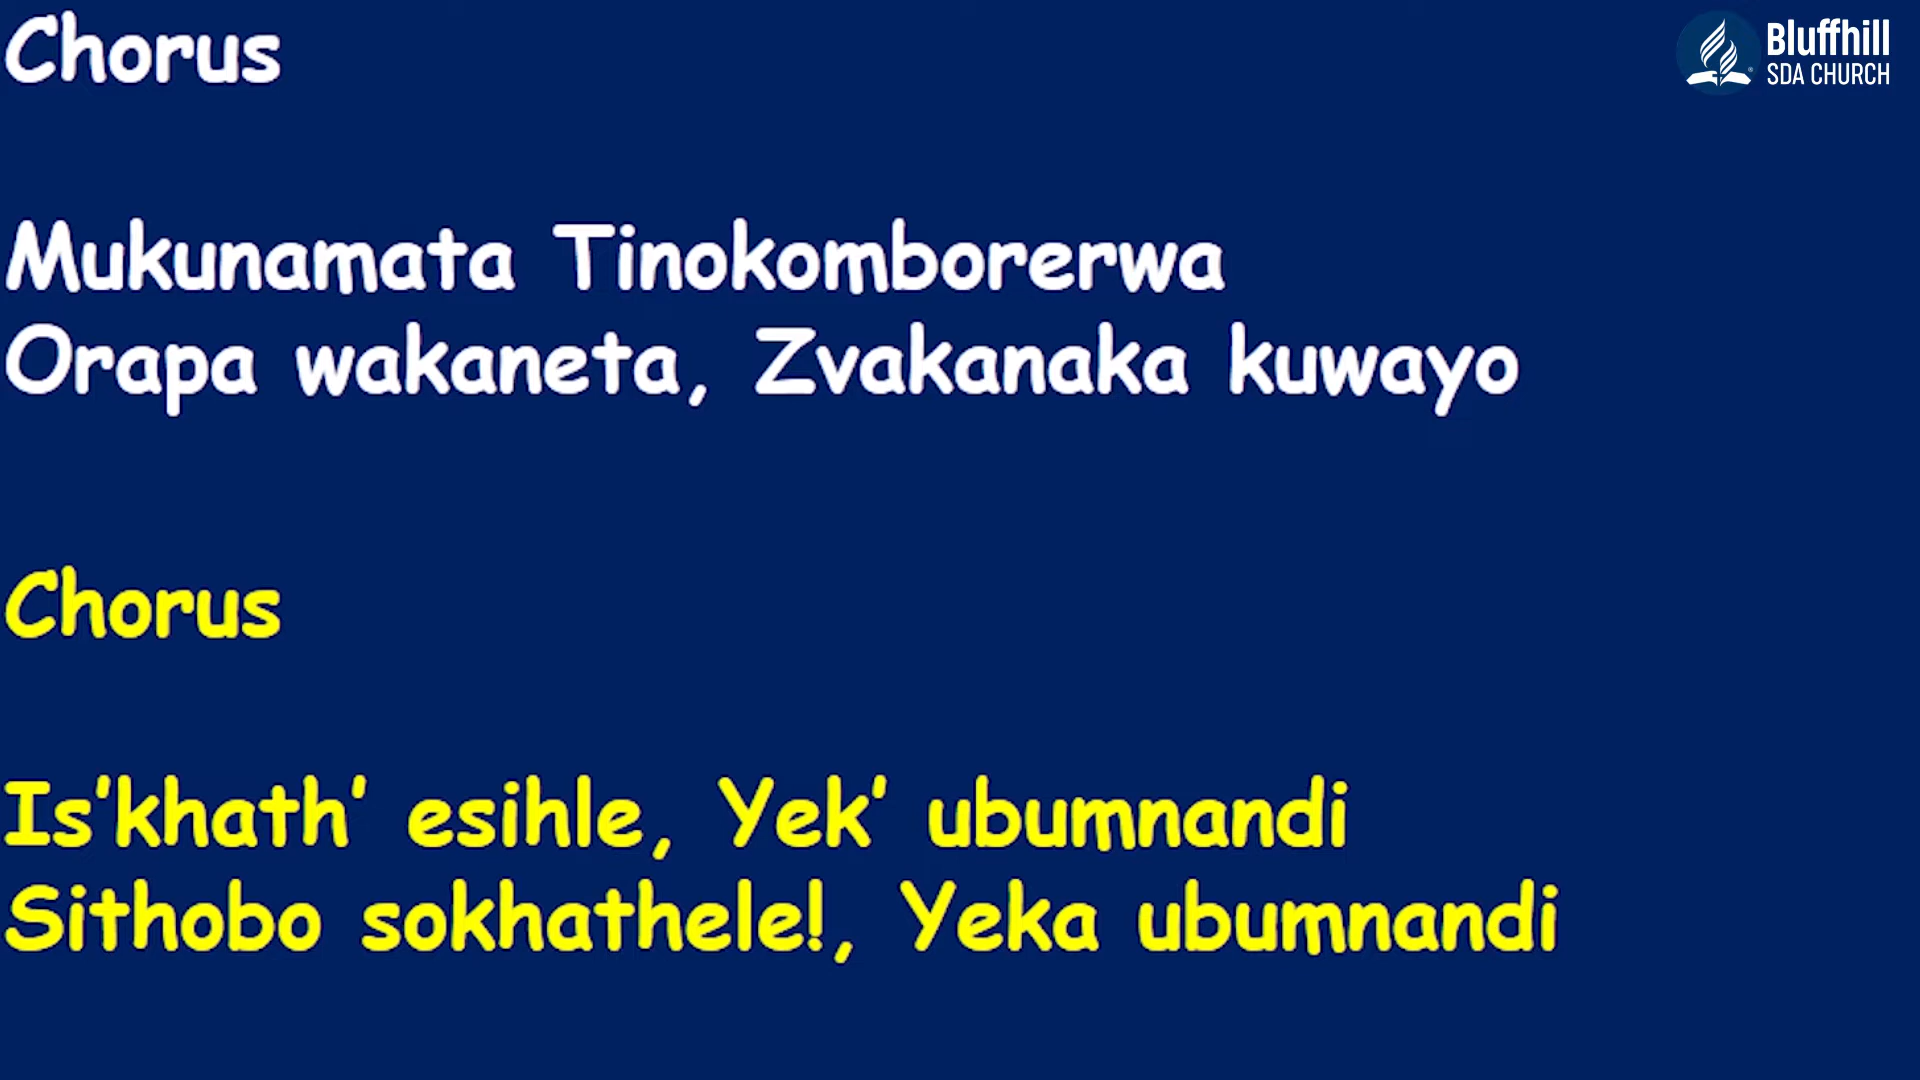 Chorus
Bluffhill
SDA CHURCH
Mukunamata Tinokomborerwa
Orapa wakaneta, Zvakanaka kuwayo
Chorus
Is’khath’ esihle, Yek’ ubumnandi
Sithobo sokhathele!, Yeka ubumnandi